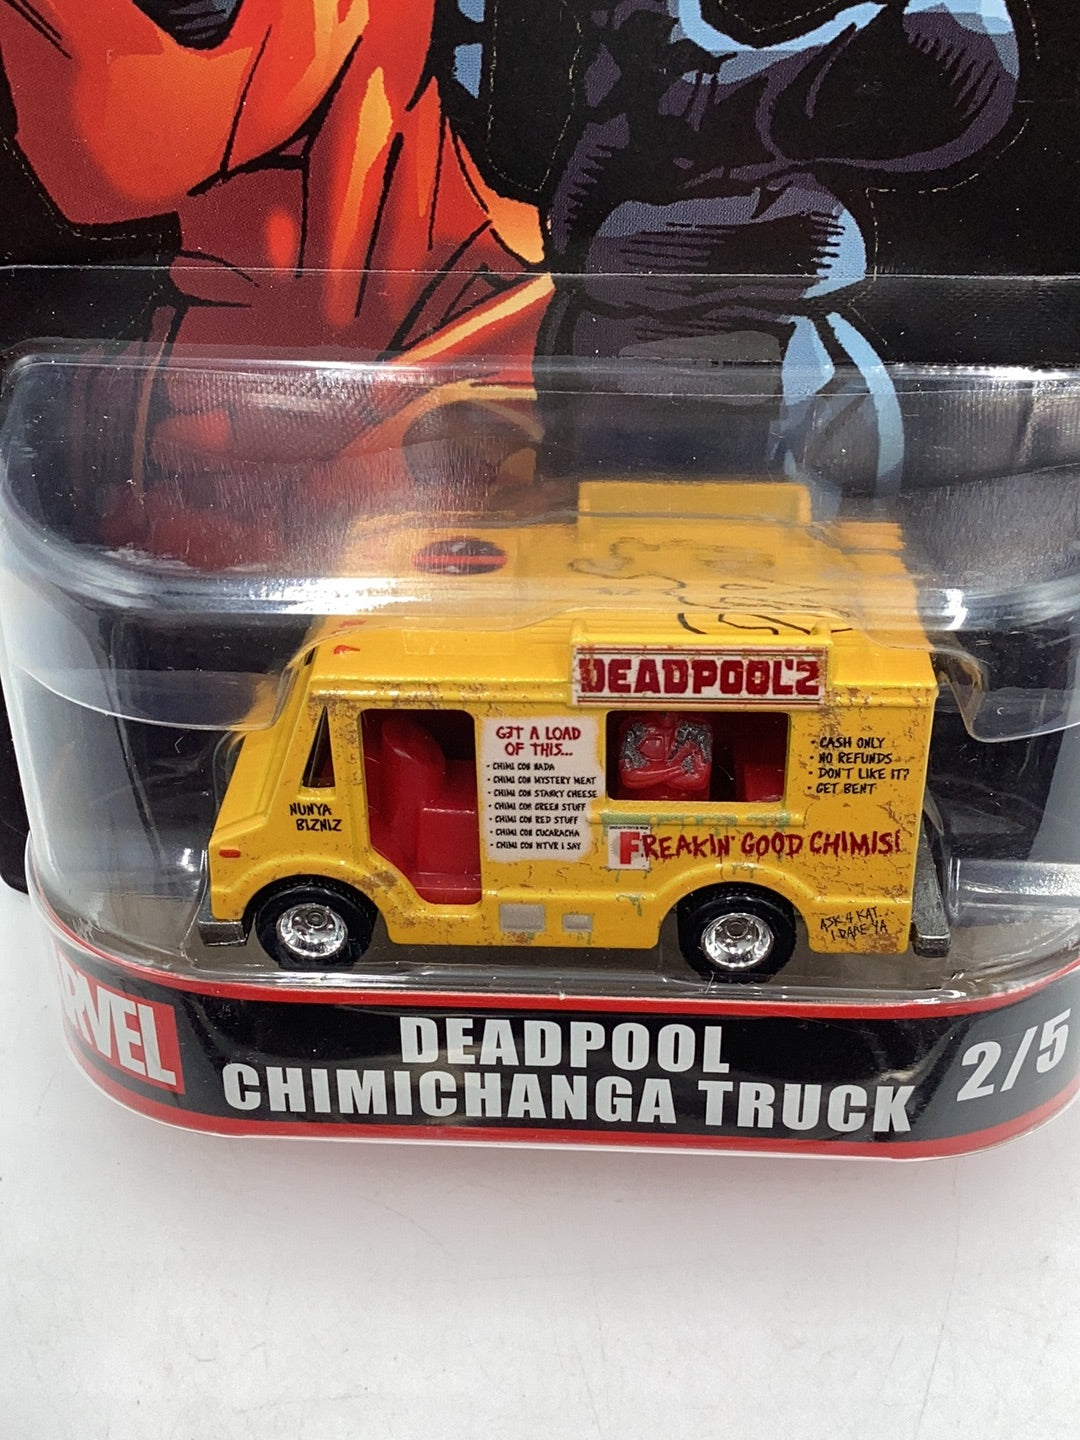 DEADPOOL'Z
G3T A LOAD
OF THIS...
• CHIMI CON NADA
• CHIMI CON MYSTERY MEAT
• CHIMI CON STANKY CHEESE
• CHIMI CON GREEN STUFF
• CHIMI CON RED STUFF
• CHIMI CON CUCARACHA
• CHIMI CON WTVR I SAY
• CASH ONLY
• NO REFUNDS
• DON'T LIKE IT?
• GET BENT
NUNYA
BIZNIZ
FREAKIN' GOOD CHIMIS!
ASK 4 KAT...
I DARE YA
MARVEL
DEADPOOL
CHIMICHANGA TRUCK
2/5